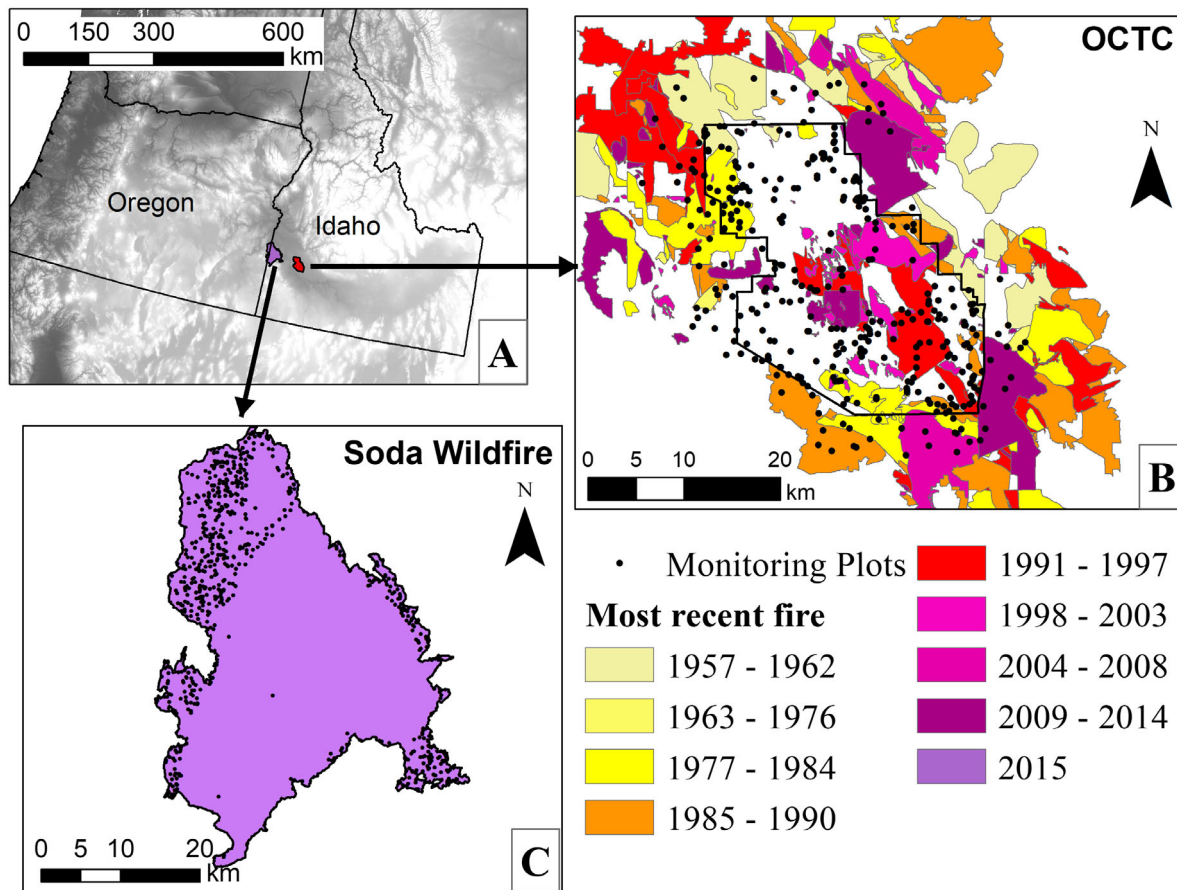 0 150 300 600
km
Oregon
Idaho
A
OCTC
N
0 5 10 20
km
B
Soda Wildfire
N
0 5 10 20
km
C
Monitoring Plots
Most recent fire
1957 - 1962
1963 - 1976
1977 - 1984
1985 - 1990
1991 - 1997
1998 - 2003
2004 - 2008
2009 - 2014
2015